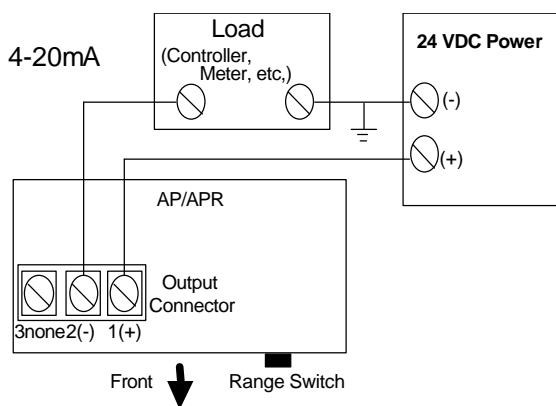 4-20mA
Load
(Controller,
Meter, etc,)
24 VDC Power
(-)
(+)
AP/APR
Output
Connector
3none2(-) 1(+)
Front
Range Switch